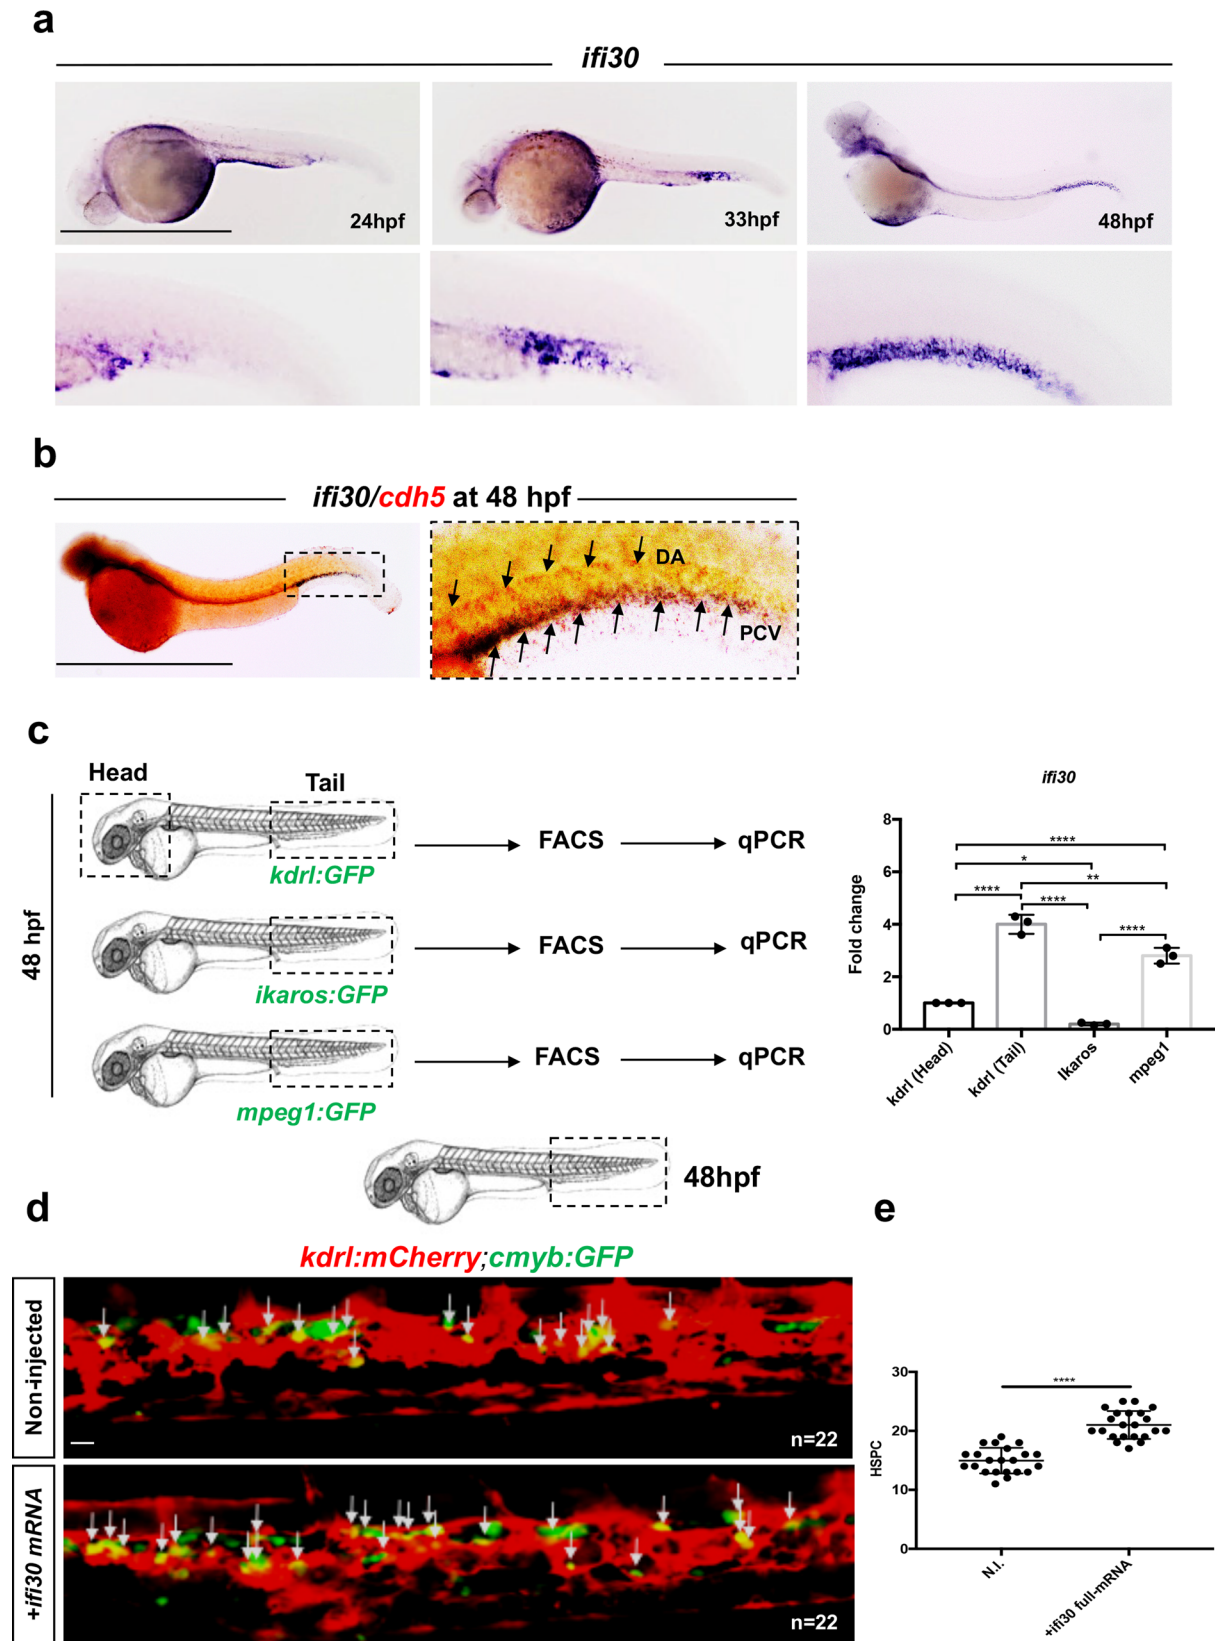 a
ifi30
24hpf
33hpf
48hpf
b
ifi30/cdh5 at 48 hpf
DA
PCV
c
48 hpf
Head
Tail
kdrl:GFP
FACS
qPCR
ikaros:GFP
FACS
qPCR
mpeg1:GFP
FACS
qPCR
ifi30
Fold change
8
6
4
2
0
****
*
**
****
****
****
kdrl (Head)
kdrl (Tail)
Ikaros
mpeg1
48hpf
d
kdrl:mCherry;cmyb:GFP
Non-injected
n=22
+ifi30 mRNA
n=22
e
HSPC
30
20
10
0
****
N.I.
+ifi30 full-mRNA